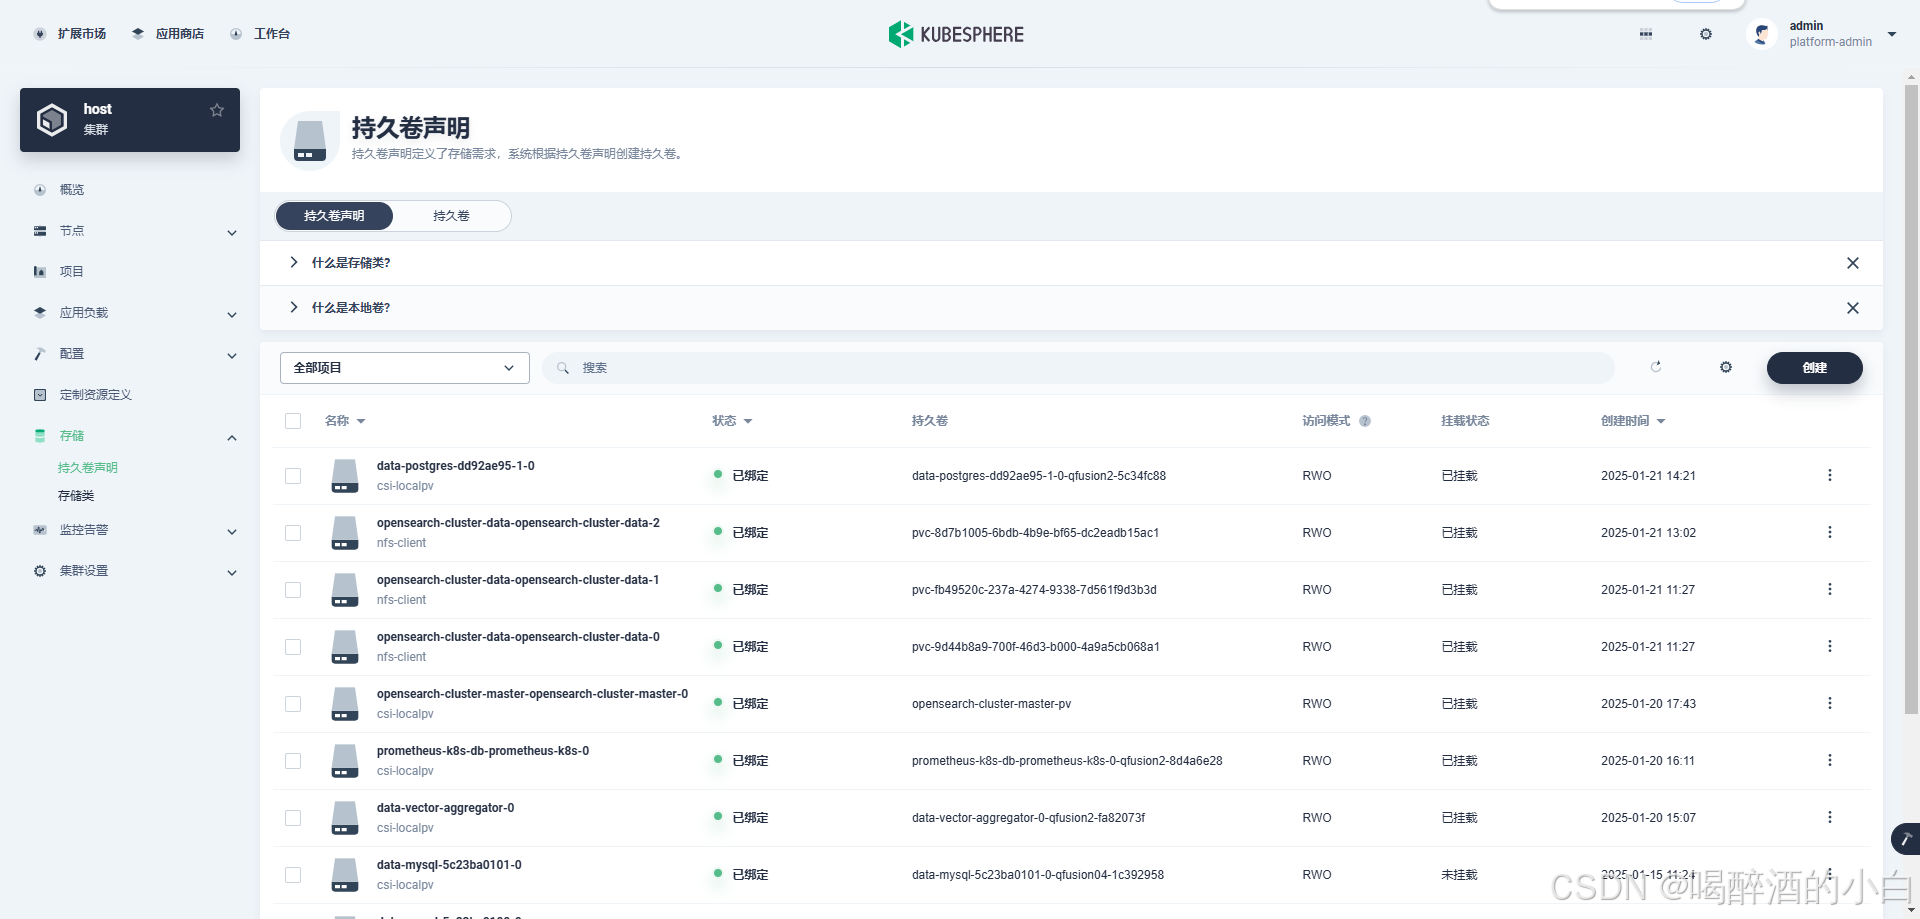 扩展市场 应用商店 工作台 KUBESPHERE admin
platform-admin
host
集群
概览
节点
项目
应用负载
配置
定制资源定义
存储
持久卷声明
存储类
监控告警
集群设置
持久卷声明
持久卷声明定义了存储需求，系统根据持久卷声明创建持久卷。
持久卷声明 持久卷
什么是存储类?
什么是本地卷?
全部项目 搜索 创建
名称 状态 持久卷 访问模式 挂载状态 创建时间
data-postgres-dd92ae95-1-0
csi-localpv
已绑定 data-postgres-dd92ae95-1-0-qfusion2-5c34fc88 RWO 已挂载 2025-01-21 14:21
opensearch-cluster-data-opensearch-cluster-data-2
nfs-client
已绑定 pvc-8d7b1005-6bdb-4b9e-bf65-dc2eadb15ac1 RWO 已挂载 2025-01-21 13:02
opensearch-cluster-data-opensearch-cluster-data-1
nfs-client
已绑定 pvc-fb49520c-237a-4274-9338-7d561f9d3b3d RWO 已挂载 2025-01-21 11:27
opensearch-cluster-data-opensearch-cluster-data-0
nfs-client
已绑定 pvc-9d44b8a9-700f-46d3-b000-4a9a5cb068a1 RWO 已挂载 2025-01-21 11:27
opensearch-cluster-master-opensearch-cluster-master-0
csi-localpv
已绑定 opensearch-cluster-master-pv RWO 已挂载 2025-01-20 17:43
prometheus-k8s-db-prometheus-k8s-0
csi-localpv
已绑定 prometheus-k8s-db-prometheus-k8s-0-qfusion2-8d4a6e28 RWO 已挂载 2025-01-20 16:11
data-vector-aggregator-0
csi-localpv
已绑定 data-vector-aggregator-0-qfusion2-fa82073f RWO 已挂载 2025-01-20 15:07
data-mysql-5c23ba0101-0
csi-localpv
已绑定 data-mysql-5c23ba0101-0-qfusion04-1c392958 RWO 未挂载 2025-01-15 11:24
CSDN @喝醉酒的小白